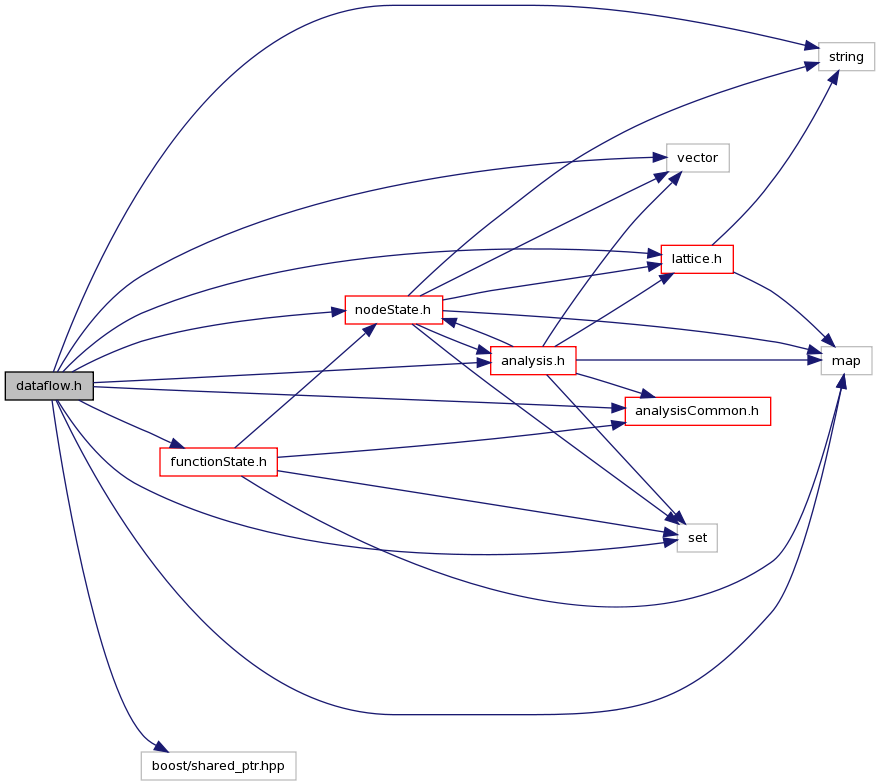 string
vector
lattice.h
nodeState.h
analysis.h
map
dataflow.h
analysisCommon.h
functionState.h
set
boost/shared_ptr.hpp